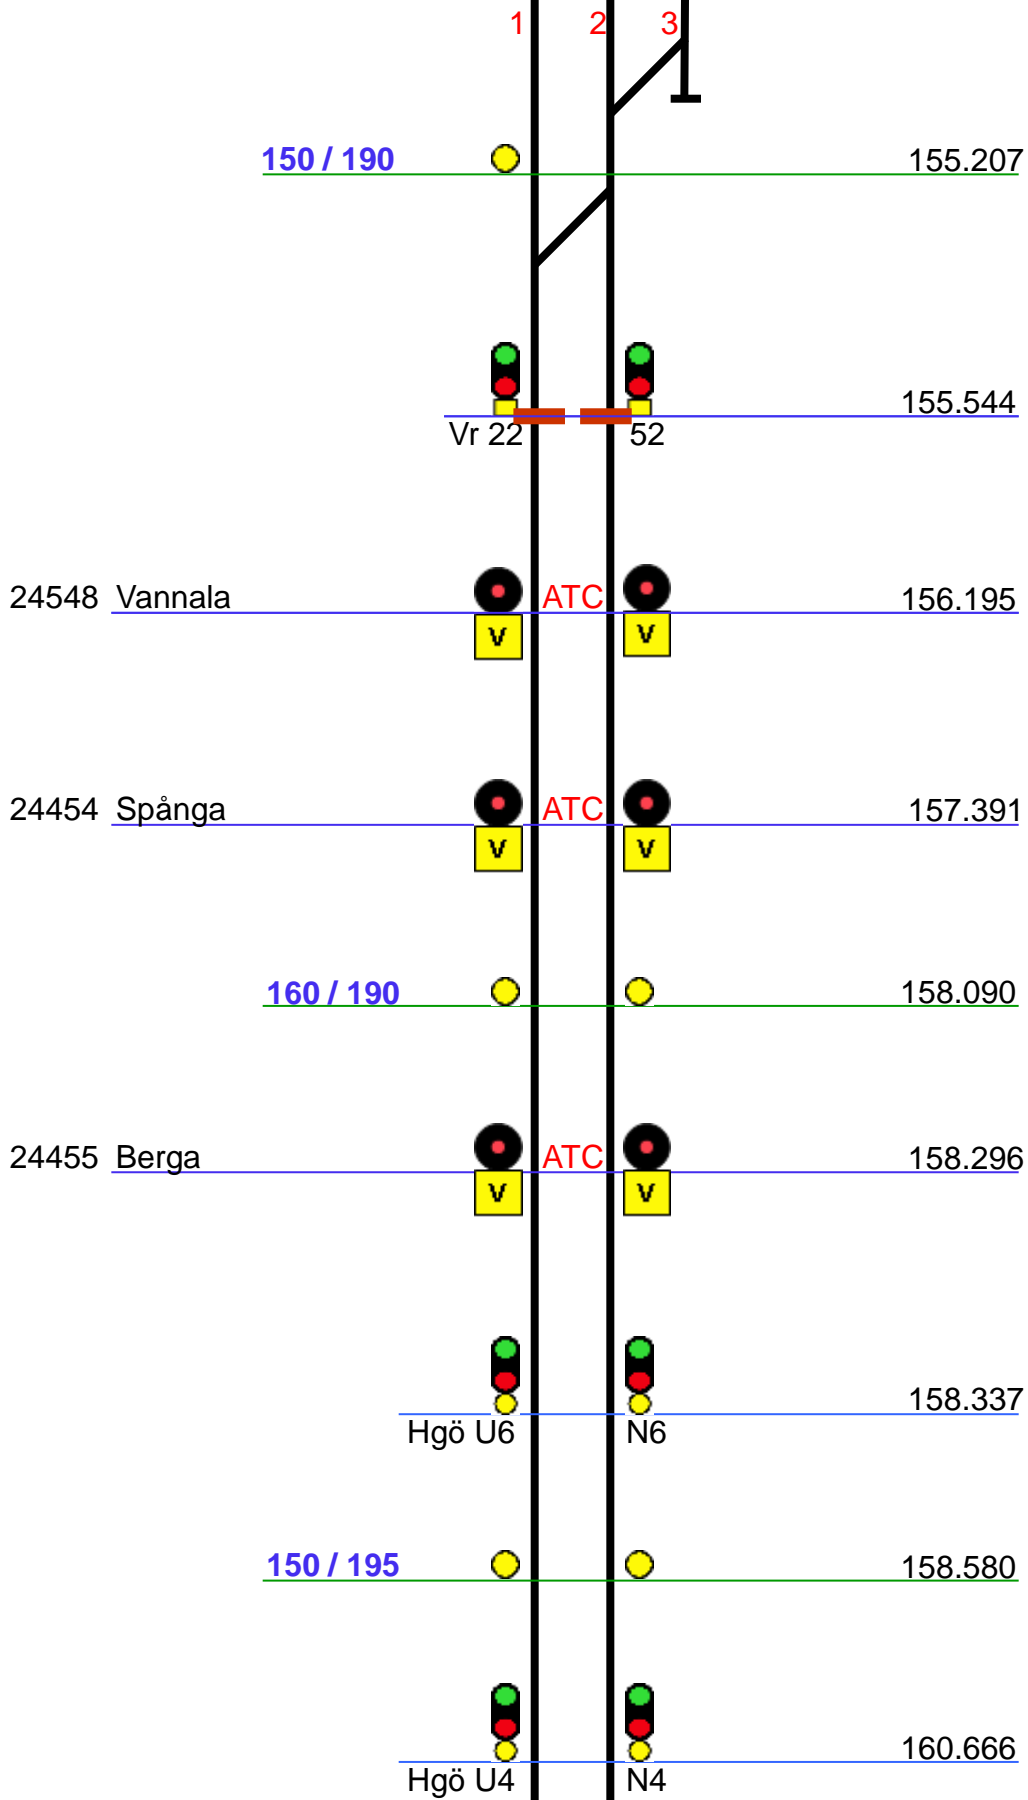 1 2 3
150 / 190 155.207
155.544
Vr 22 52
24548 Vannala ATC 156.195
V V
24454 Spånga ATC 157.391
V V
160 / 190 158.090
24455 Berga ATC 158.296
V V
158.337
Hgö U6 N6
150 / 195 158.580
160.666
Hgö U4 N4